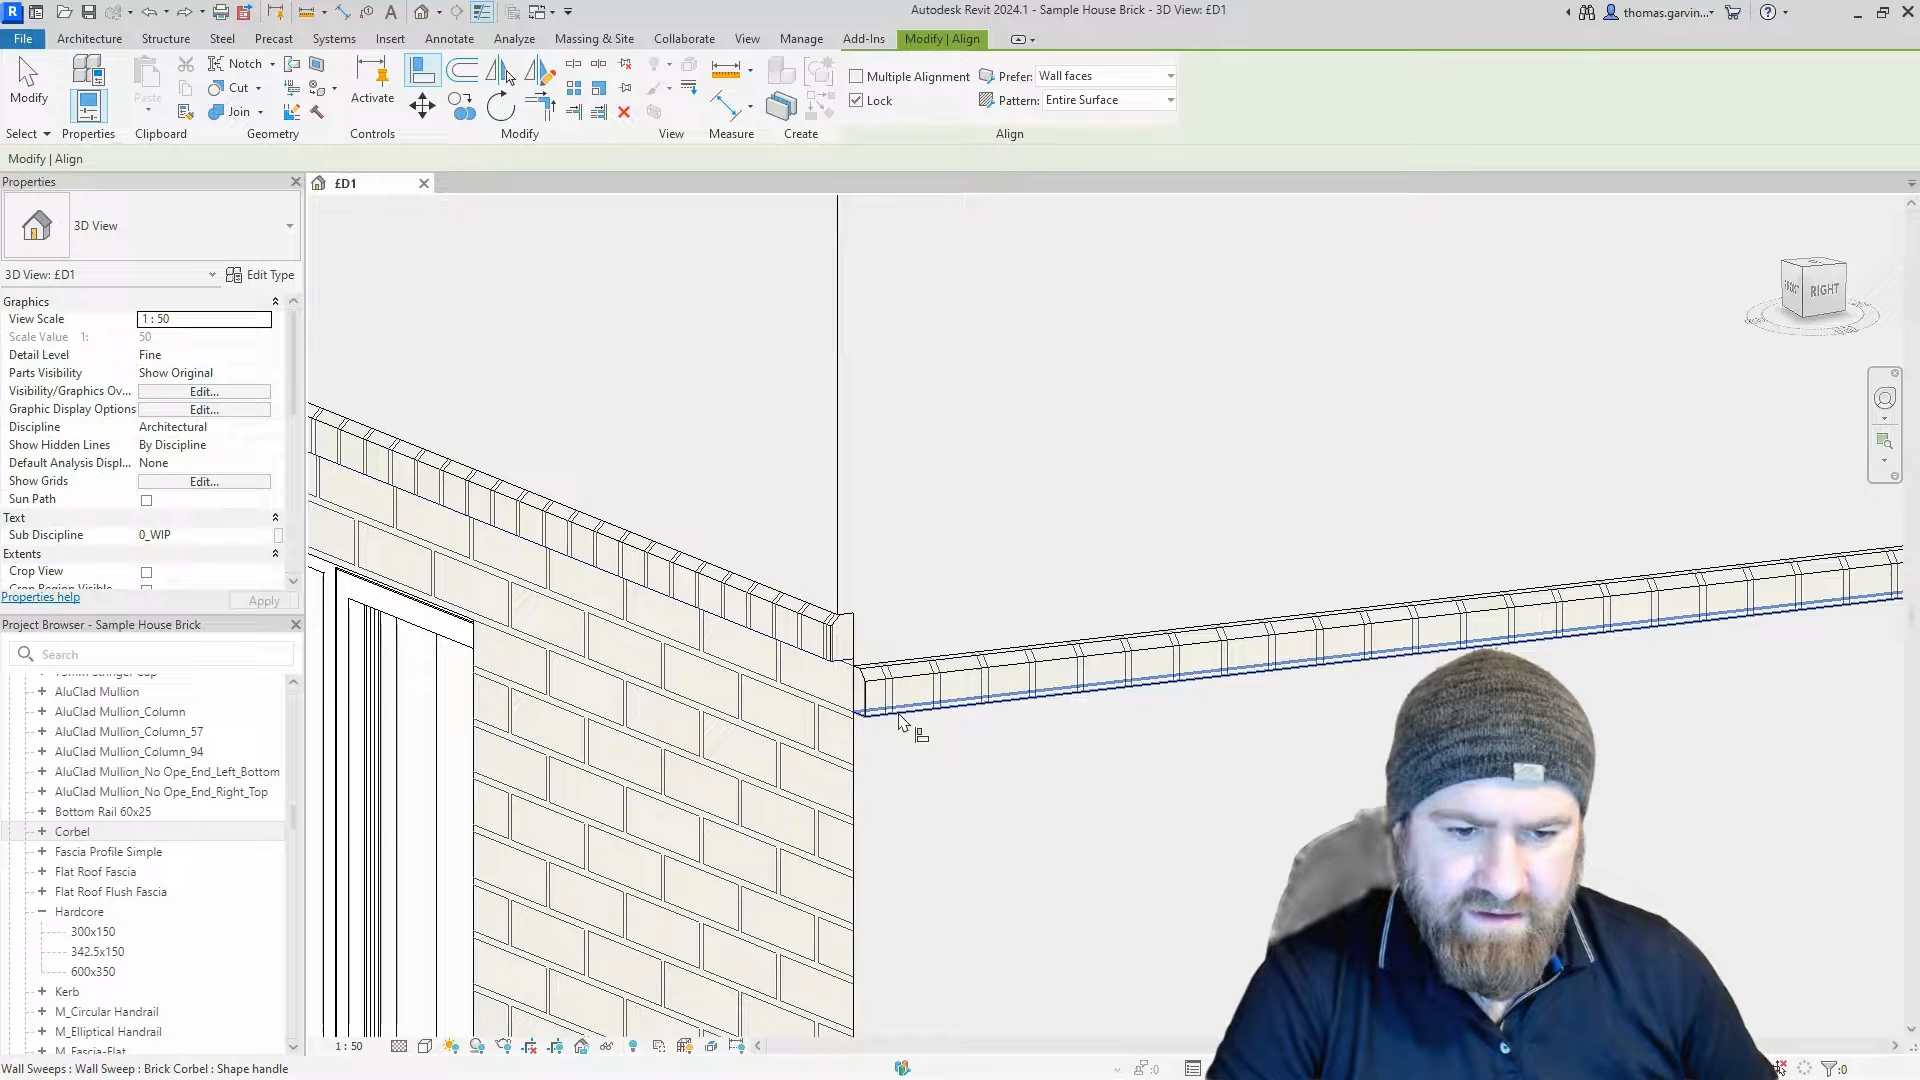 Autodesk Revit 2024.1 - Sample House Brick - 3D View: £D1
thomas.garvin...
File Architecture Structure Steel Precast Systems Insert Annotate Analyze Massing & Site Collaborate View Manage Add-Ins Modify | Align
Modify
Paste
Notch
Cut
Join
Activate
Multiple Alignment
Lock
Prefer: Wall faces
Pattern: Entire Surface
Select Properties Clipboard Geometry Controls Modify View Measure Create Align
Modify | Align
Properties
£D1
3D View
3D View: £D1
Edit Type
Graphics
View Scale 1 : 50
Scale Value 1: 50
Detail Level Fine
Parts Visibility Show Original
Visibility/Graphics Ov... Edit...
Graphic Display Options Edit...
Discipline Architectural
Show Hidden Lines By Discipline
Default Analysis Displ... None
Show Grids Edit...
Sun Path
Text
Sub Discipline 0_WIP
Extents
Crop View
Crop Region Visible
Properties help
Apply
Project Browser - Sample House Brick
Search
AluClad Mullion
AluClad Mullion_Column
AluClad Mullion_Column_57
AluClad Mullion_Column_94
AluClad Mullion_No Ope_End_Left_Bottom
AluClad Mullion_No Ope_End_Right_Top
Bottom Rail 60x25
Corbel
Fascia Profile Simple
Flat Roof Fascia
Flat Roof Flush Fascia
Hardcore
300x150
342.5x150
600x350
Kerb
M_Circular Handrail
M_Elliptical Handrail
M_Fascia-Flat
FRONT
RIGHT
1 : 50
Wall Sweeps : Wall Sweep : Brick Corbel : Shape handle
:0
:0